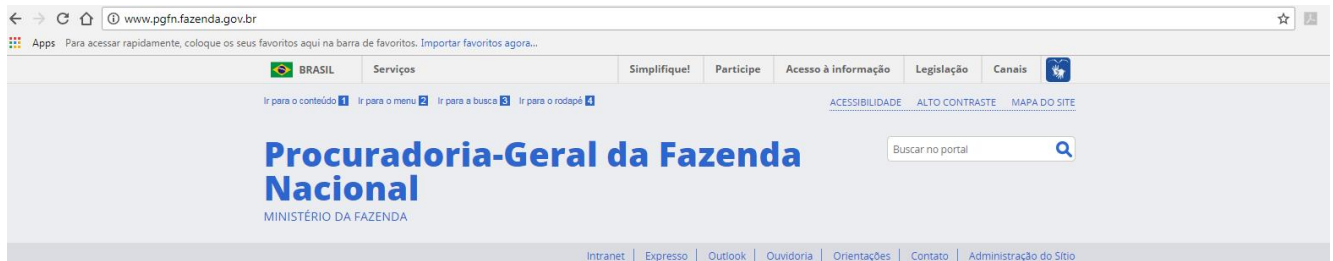 www.pgfn.fazenda.gov.br
Apps Para acessar rapidamente, coloque os seus favoritos aqui na barra de favoritos. Importar favoritos agora...
BRASIL Serviços Simplifique! Participe Acesso à informação Legislação Canais
Ir para o conteúdo 1 Ir para o menu 2 Ir para a busca 3 Ir para o rodapé 4 ACESSIBILIDADE ALTO CONTRASTE MAPA DO SITE
Procuradoria-Geral da Fazenda
Nacional
Buscar no portal
MINISTÉRIO DA FAZENDA
Intranet | Expresso | Outlook | Ouvidoria | Orientações | Contato | Administração do Sítio